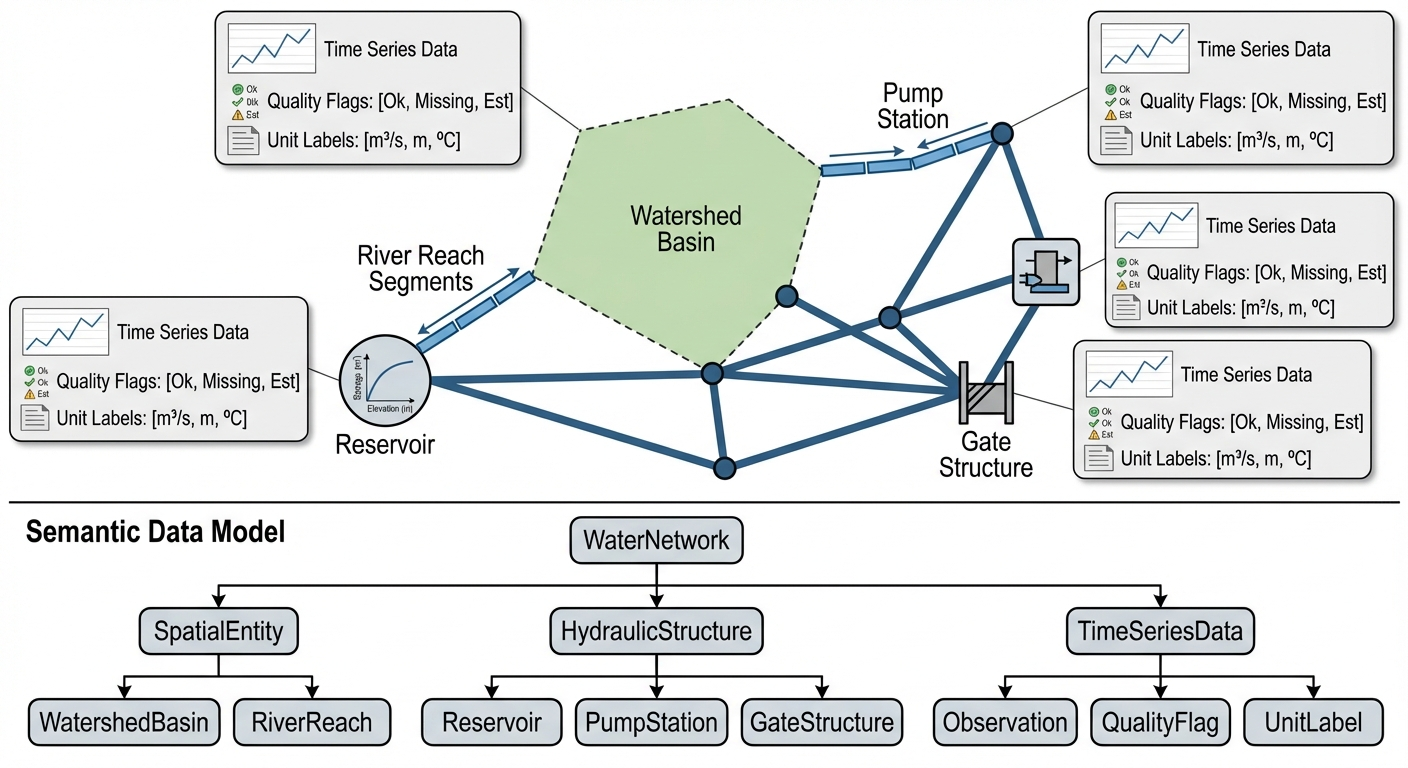 Time Series Data
Ok
Est
Quality Flags: [Ok, Missing, Est]
Unit Labels: [m³/s, m, ºC]
Time Series Data
Ok
Ok
Est
Quality Flags: [Ok, Missing, Est]
Unit Labels: [m³/s, m, ºC]
Pump
Station
Watershed
Basin
Time Series Data
Ok
Quality Flags: [Ok, Missing, Est]
Unit Labels: [m³/s, m, ºC]
River Reach
Segments
Time Series Data
Ok
Ok
Est
Quality Flags: [Ok, Missing, Est]
Unit Labels: [m³/s, m, ºC]
Elevation
Reservoir
Time Series Data
Ok
Ok
Est
Quality Flags: [Ok, Missing, Est]
Unit Labels: [m³/s, m, ºC]
Gate
Structure
Semantic Data Model
WaterNetwork
SpatialEntity
HydraulicStructure
TimeSeriesData
WatershedBasin
RiverReach
Reservoir
PumpStation
GateStructure
Observation
QualityFlag
UnitLabel